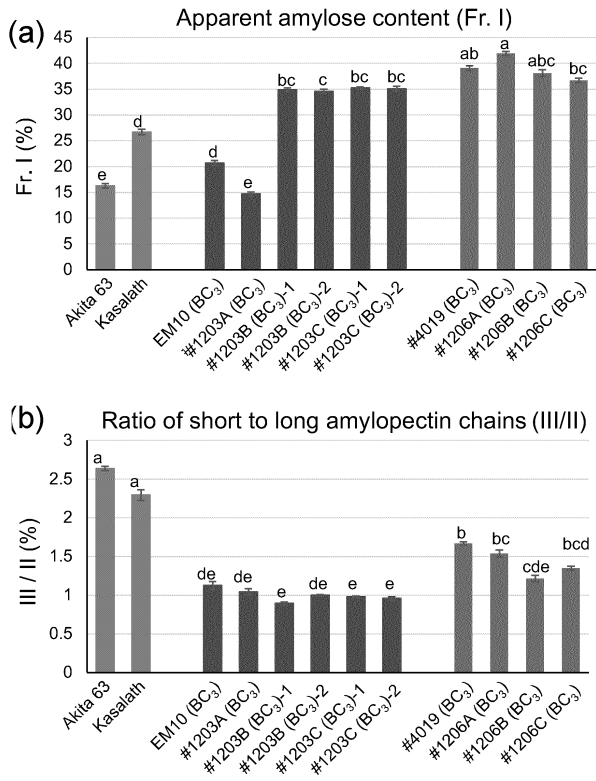 (a)
Apparent amylose content (Fr. I)
Fr. I (%)
45
40
35
30
25
20
15
10
5
0
e
d
d
e
bc
c
bc
bc
ab
a
abc
bc
Akita 63
Kasalath
EM10 (BC3)
#1203A (BC3)
#1203B (BC3)-1
#1203B (BC3)-2
#1203C (BC3)-1
#1203C (BC3)-2
#4019 (BC3)
#1206A (BC3)
#1206B (BC3)
#1206C (BC3)
(b)
Ratio of short to long amylopectin chains (III/II)
III / II (%)
3
2.5
2
1.5
1
0.5
0
a
a
de
de
e
de
e
e
b
bc
cde
bcd
Akita 63
Kasalath
EM10 (BC3)
#1203A (BC3)
#1203B (BC3)-1
#1203B (BC3)-2
#1203C (BC3)-1
#1203C (BC3)-2
#4019 (BC3)
#1206A (BC3)
#1206B (BC3)
#1206C (BC3)